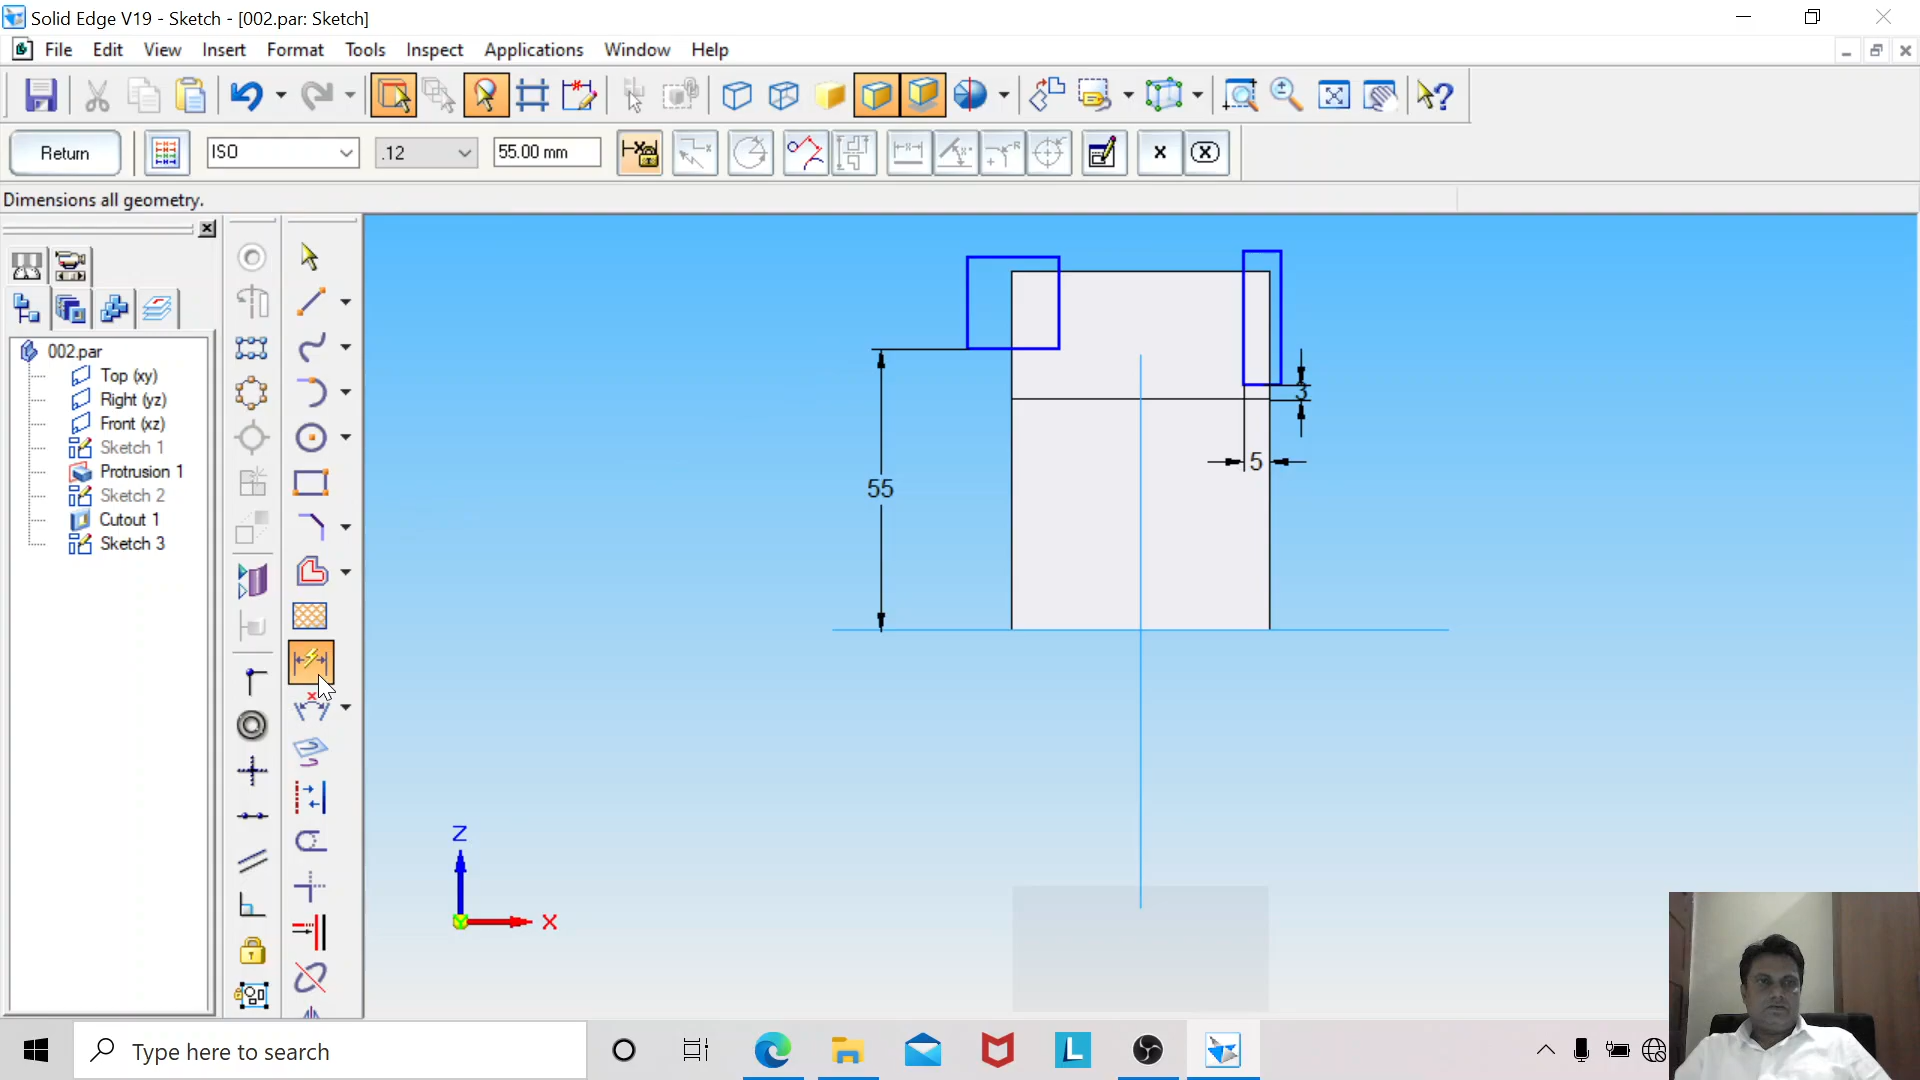 Solid Edge V19 - Sketch - [002.par: Sketch]
File Edit View Insert Format Tools Inspect Applications Window Help
Return ISO .12 55.00 mm
Dimensions all geometry.
002.par
Top (xy)
Right (yz)
Front (xz)
Sketch 1
Protrusion 1
Sketch 2
Cutout 1
Sketch 3
3
5
55
Z
X
Type here to search